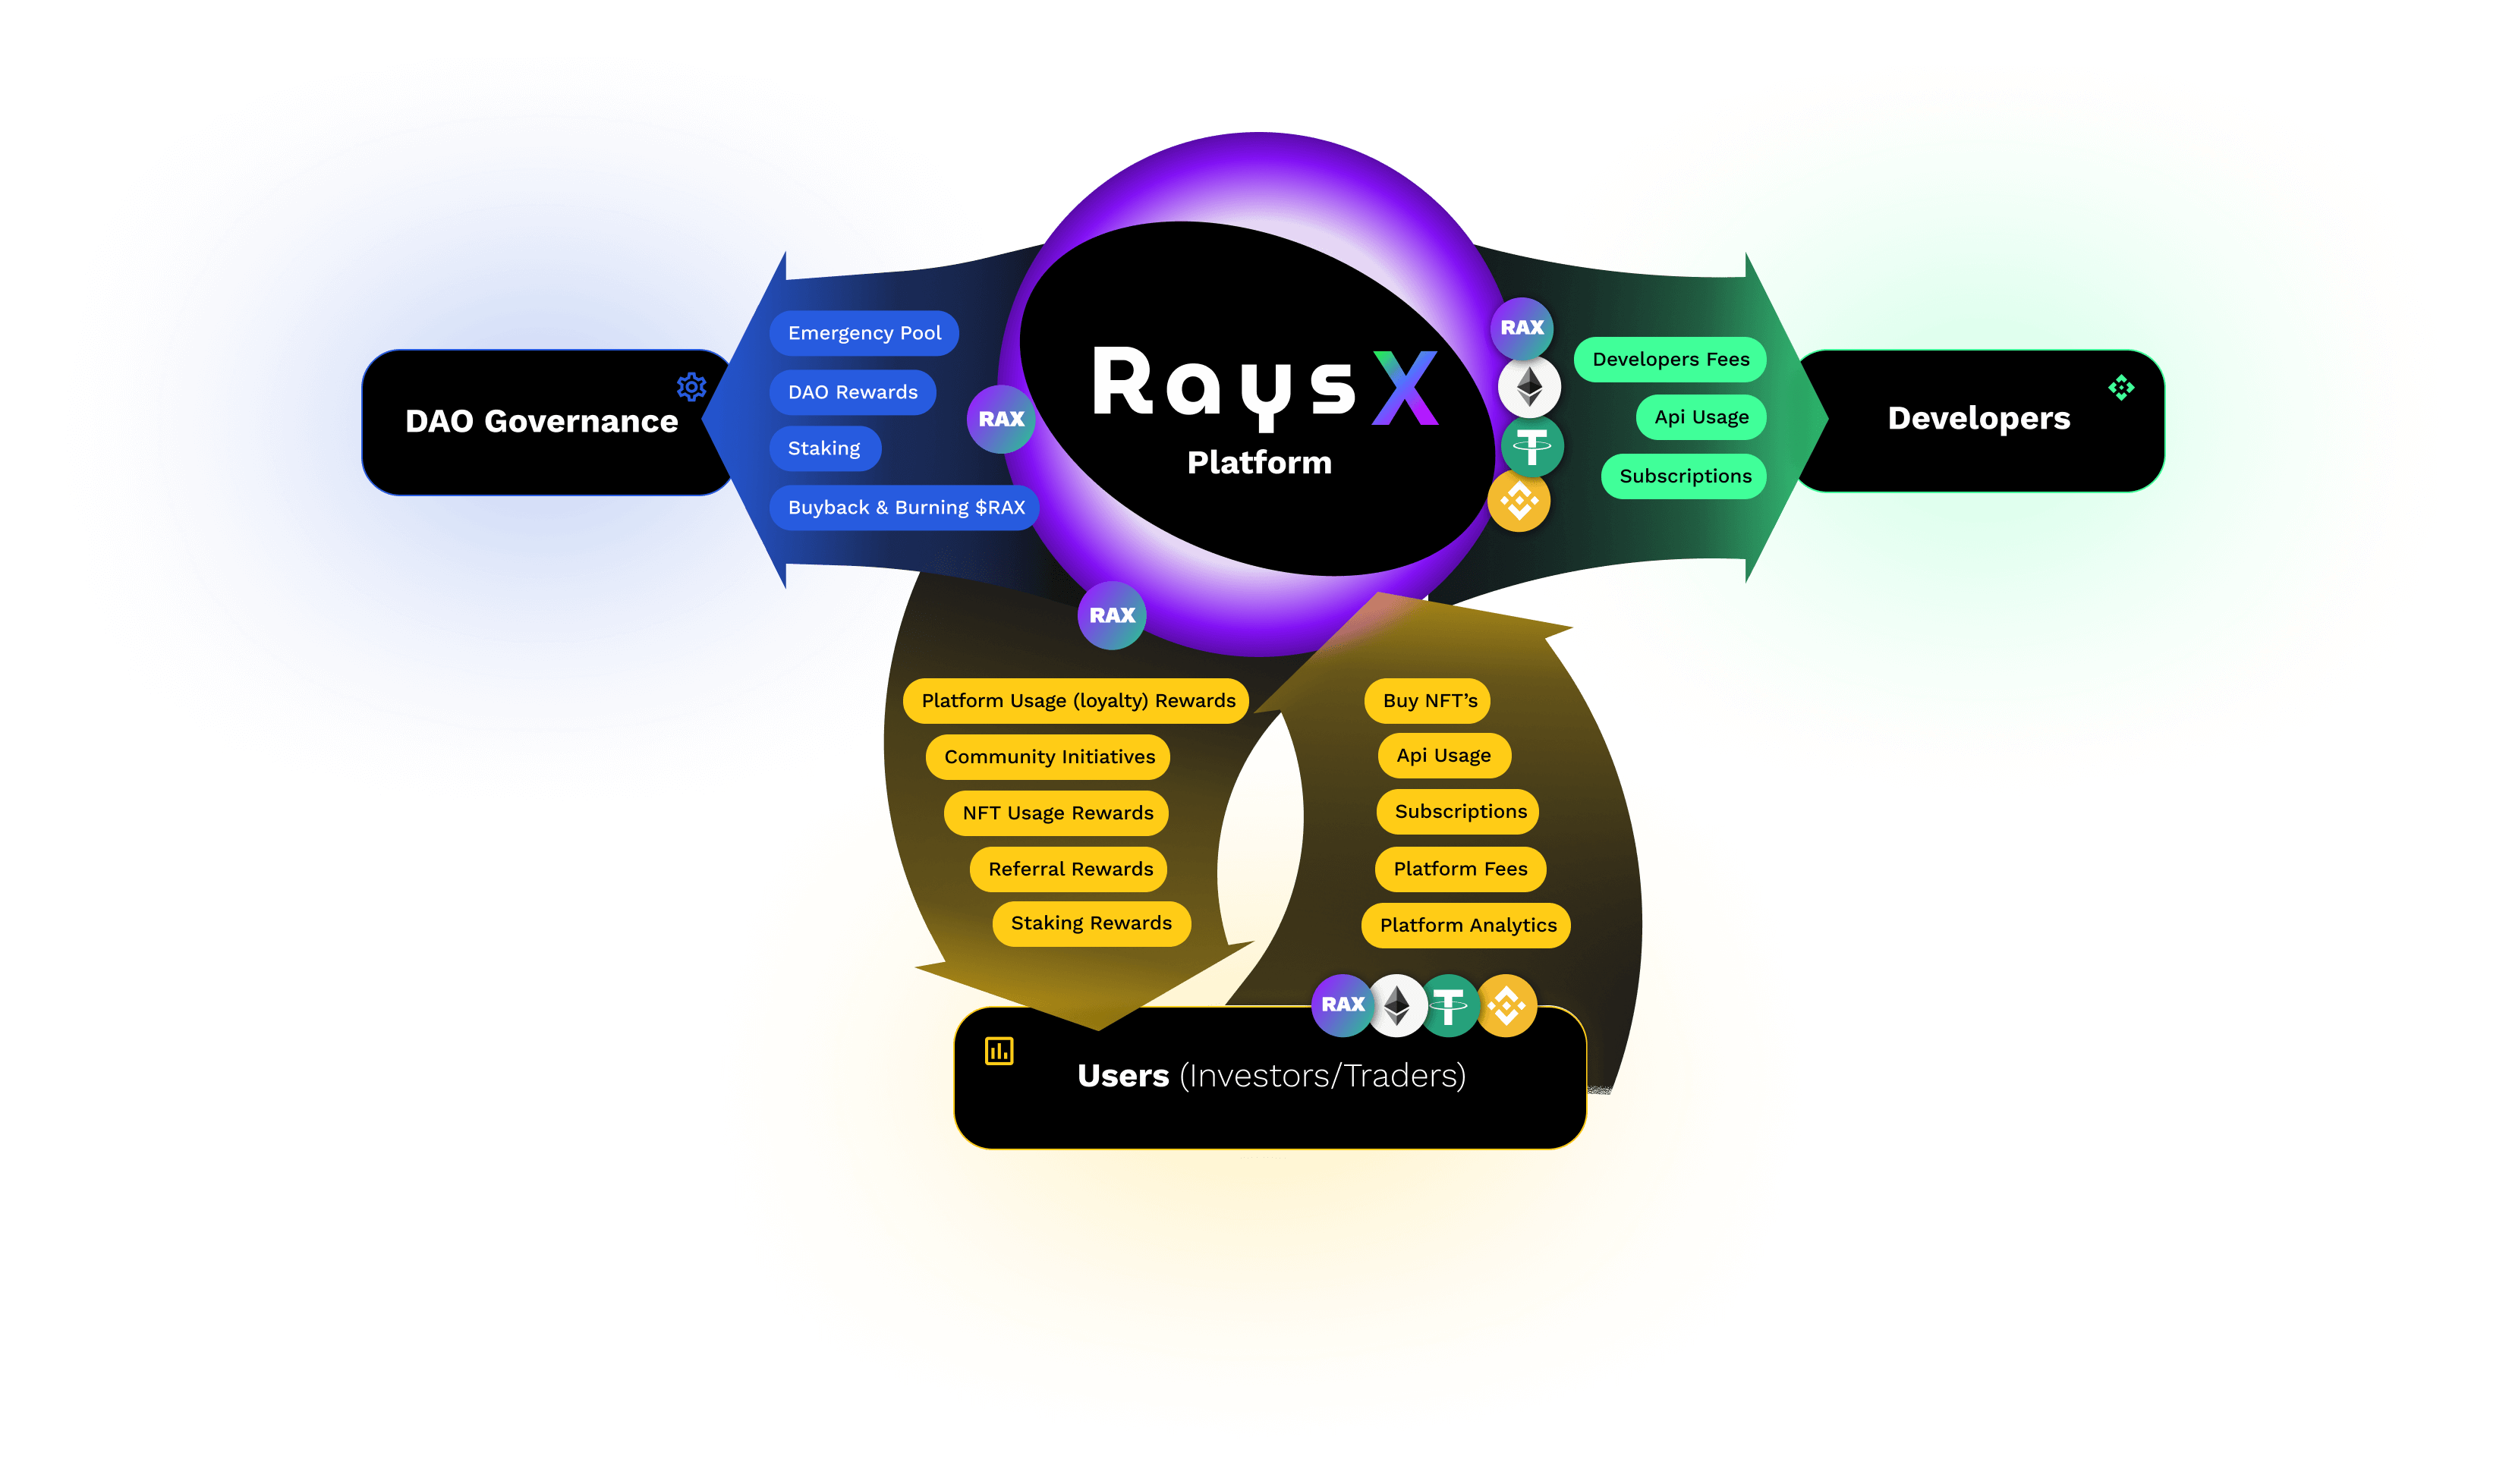 RaysX
Platform
DAO Governance
Emergency Pool
DAO Rewards
Staking
Buyback & Burning $RAX
RAX
RAX
RAX
Developers Fees
Api Usage
Subscriptions
Developers
Platform Usage (loyalty) Rewards
Community Initiatives
NFT Usage Rewards
Referral Rewards
Staking Rewards
Buy NFT’s
Api Usage
Subscriptions
Platform Fees
Platform Analytics
RAX
Users (Investors/Traders)